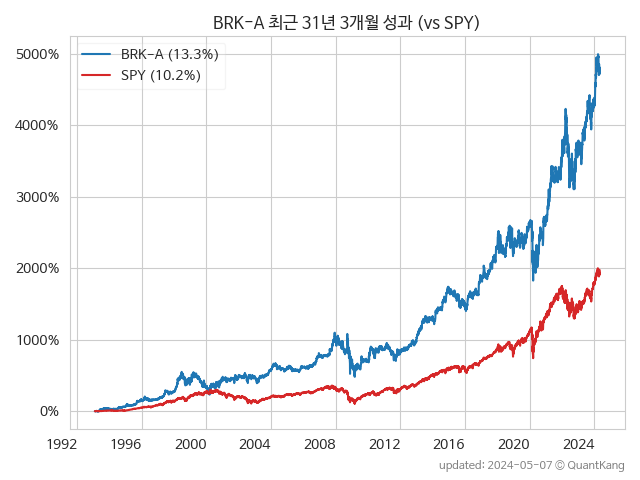 BRK-A 최근 31년 3개월 성과 (vs SPY)
BRK-A (13.3%)
SPY (10.2%)
5000%
4000%
3000%
2000%
1000%
0%
1992 1996 2000 2004 2008 2012 2016 2020 2024
updated: 2024-05-07 © QuantKang